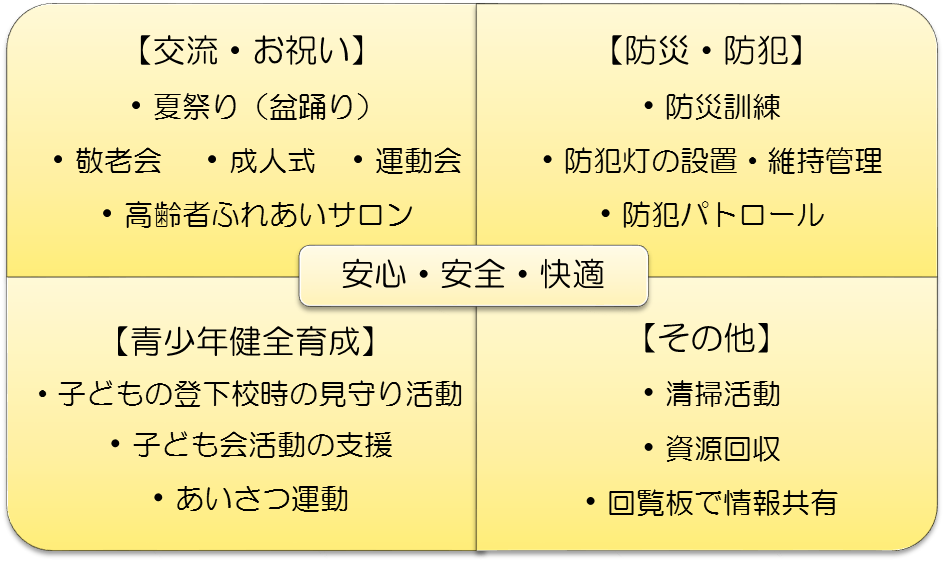 【交流・お祝い】
・夏祭り（盆踊り）
・敬老会　・成人式　・運動会
・高齢者ふれあいサロン
【防災・防犯】
・防災訓練
・防犯灯の設置・維持管理
・防犯パトロール
安心・安全・快適
【青少年健全育成】
・子どもの登下校時の見守り活動
・子ども会活動の支援
・あいさつ運動
【その他】
・清掃活動
・資源回収
・回覧板で情報共有